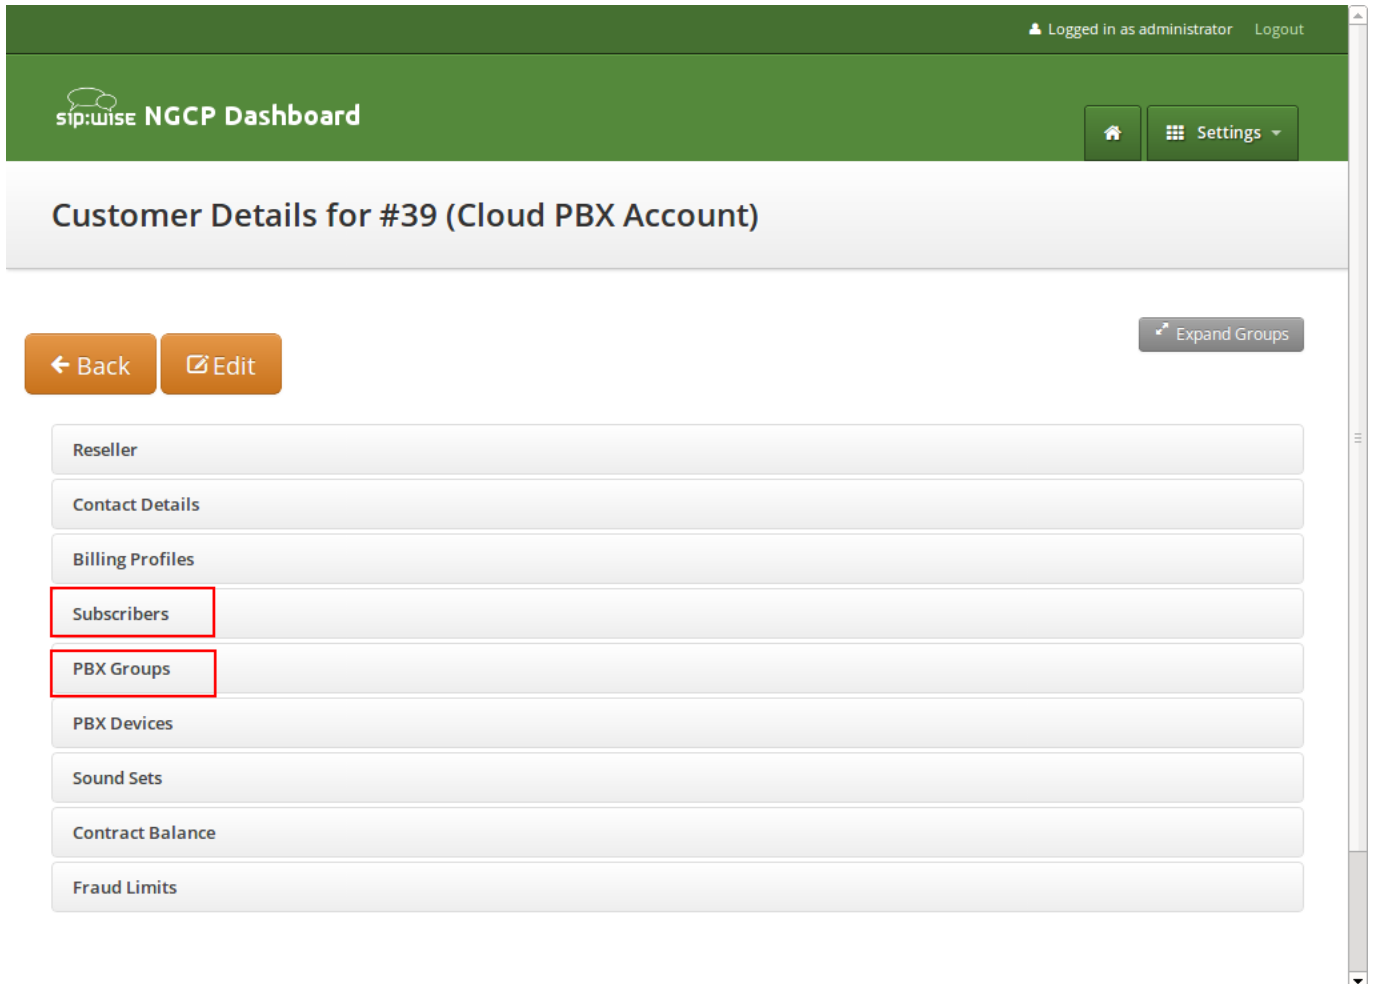 Logged in as administrator Logout
sip:wise NGCP Dashboard
Settings
Customer Details for #39 (Cloud PBX Account)
Expand Groups
Back Edit
Reseller
Contact Details
Billing Profiles
Subscribers
PBX Groups
PBX Devices
Sound Sets
Contract Balance
Fraud Limits